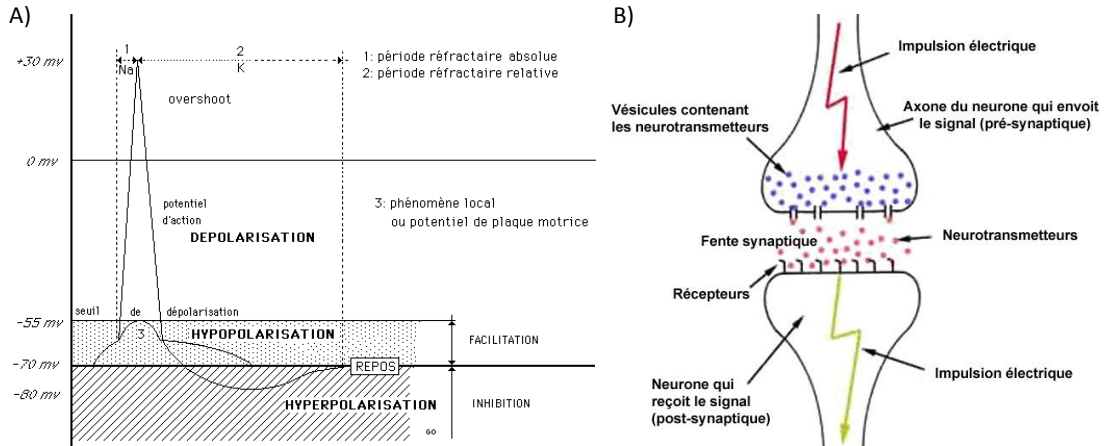 A)
+30 mv
1
2
Na
K
1: période réfractaire absolue
2: période réfractaire relative
overshoot
0 mv
potentiel
d'action
3: phénomène local
ou potentiel de plaque motrice
DEPOLARISATION
seuil de dépolarisation
-55 mv
3
HYPOPOLARISATION
FACILITATION
-70 mv
REPOS
-80 mv
HYPERPOLARISATION
INHIBITION
GO
B)
Impulsion électrique
Vésicules contenant
les neurotransmetteurs
Axone du neurone qui envoit
le signal (pré-synaptique)
Fente synaptique
Neurotransmetteurs
Récepteurs
Impulsion électrique
Neurone qui
reçoit le signal
(post-synaptique)